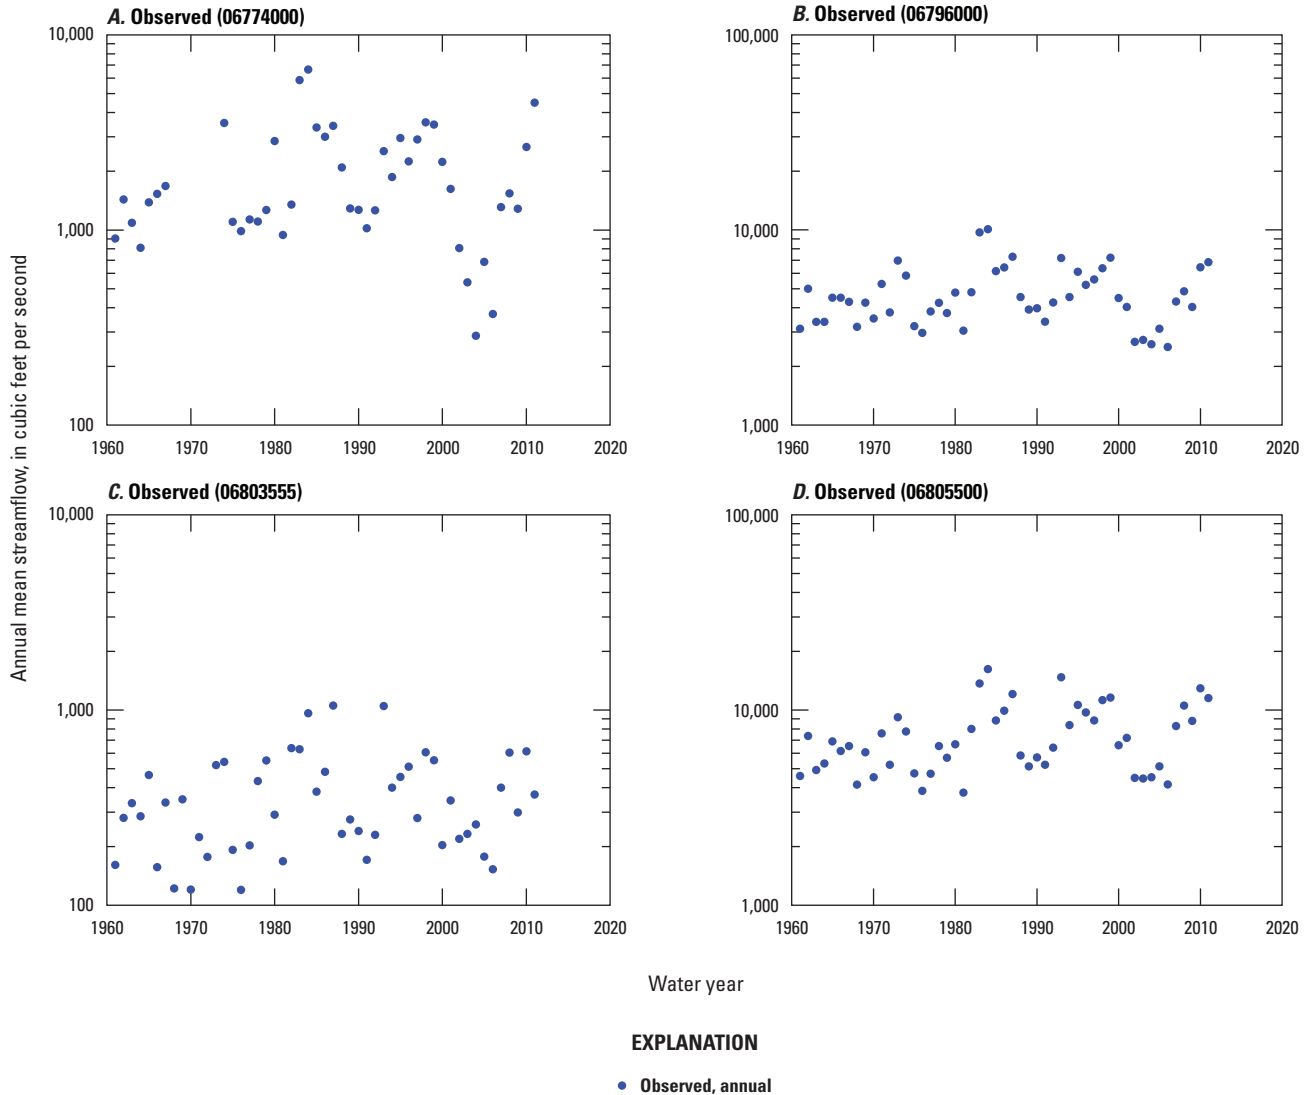 A. Observed (06774000)
10,000
1,000
100
1960 1970 1980 1990 2000 2010 2020
B. Observed (06796000)
100,000
10,000
1,000
1960 1970 1980 1990 2000 2010 2020
Annual mean streamflow, in cubic feet per second
C. Observed (06803555)
10,000
1,000
100
1960 1970 1980 1990 2000 2010 2020
D. Observed (06805500)
100,000
10,000
1,000
1960 1970 1980 1990 2000 2010 2020
Water year
EXPLANATION
Observed, annual